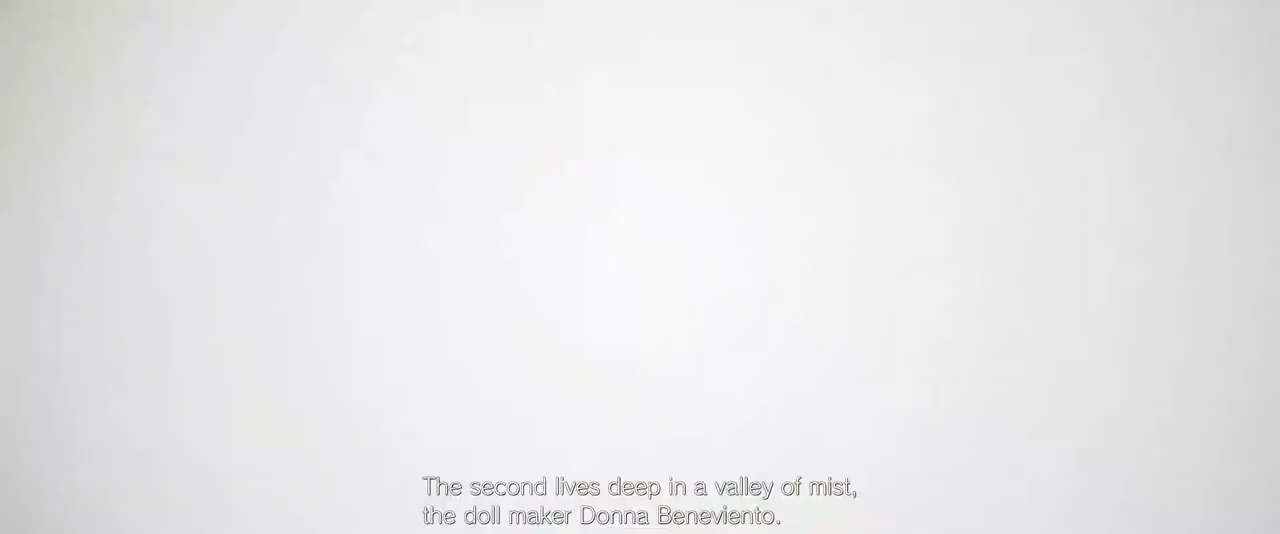 The second lives deep in a valley of mist,
the doll maker Donna Beneviento.